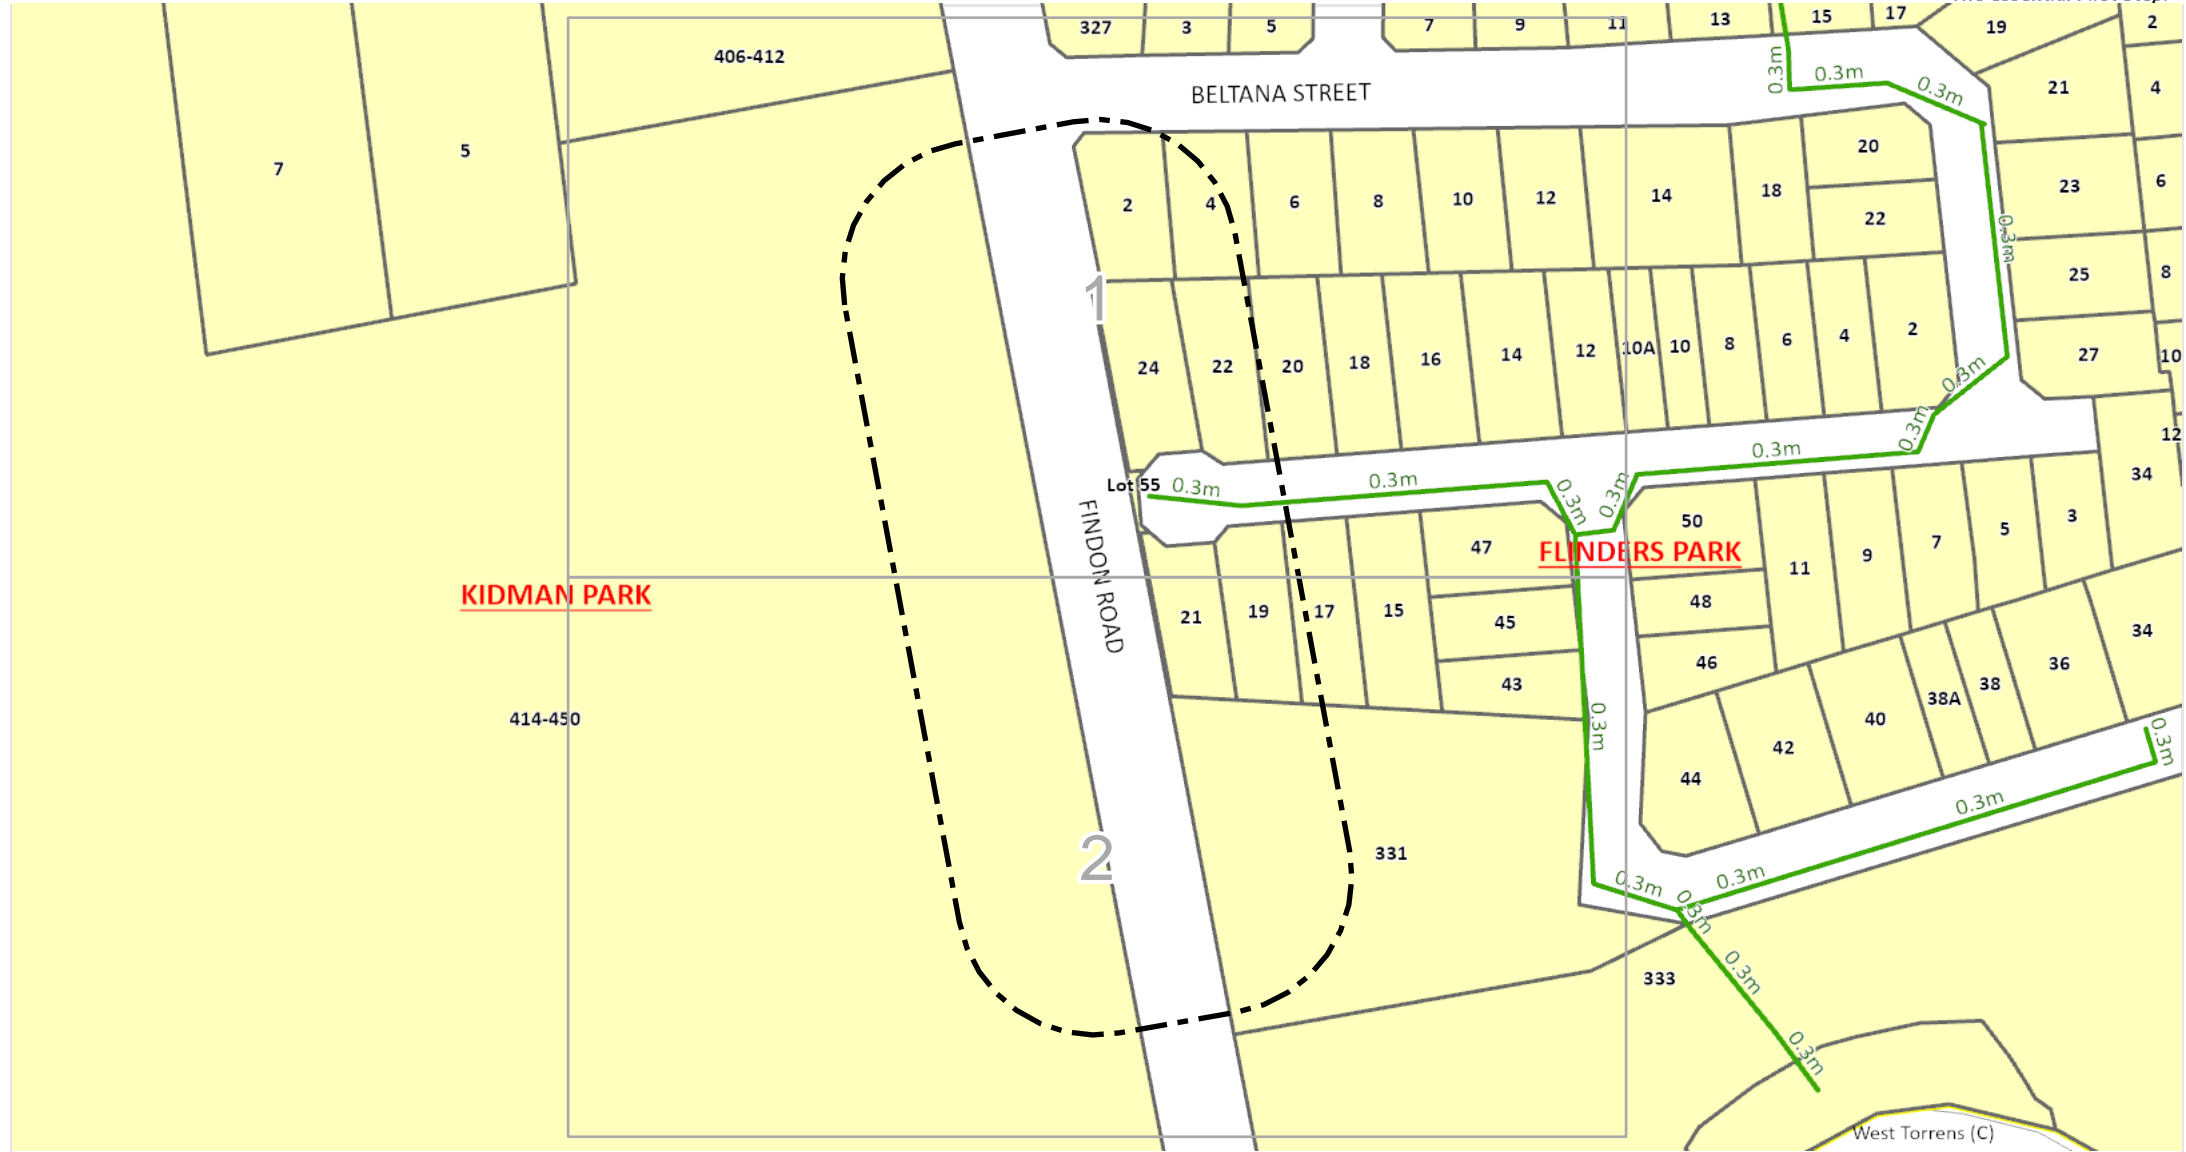 327
3
5
7
9
11
13
15
17
19
2
406-412
BELTANA STREET
0.3m
0.3m
0.3m
21
4
7
5
2
4
6
8
10
12
14
18
20
22
23
6
0.3m
25
8
1
24
22
20
18
16
14
12
10A
10
8
6
4
2
27
10
0.3m
0.3m
12
34
Lot 55
0.3m
0.3m
0.3m
0.3m
0.3m
FINDON ROAD
47
FLINDERS PARK
50
11
9
7
5
3
KIDMAN PARK
21
19
17
15
45
43
48
46
34
36
38
38A
40
42
44
414-450
0.3m
0.3m
0.3m
2
331
0.3m
0.3m
0.3m
333
0.3m
0.3m
West Torrens (C)